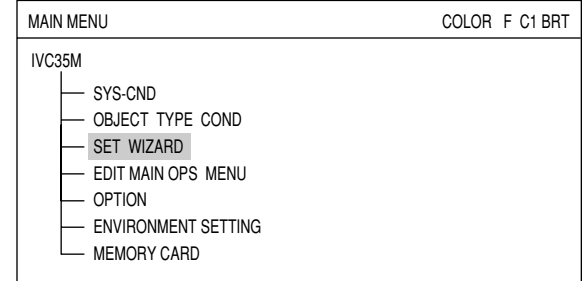 MAIN MENU COLOR F C1 BRT
IVC35M
SYS-CND
OBJECT TYPE COND
SET WIZARD
EDIT MAIN OPS MENU
OPTION
ENVIRONMENT SETTING
MEMORY CARD